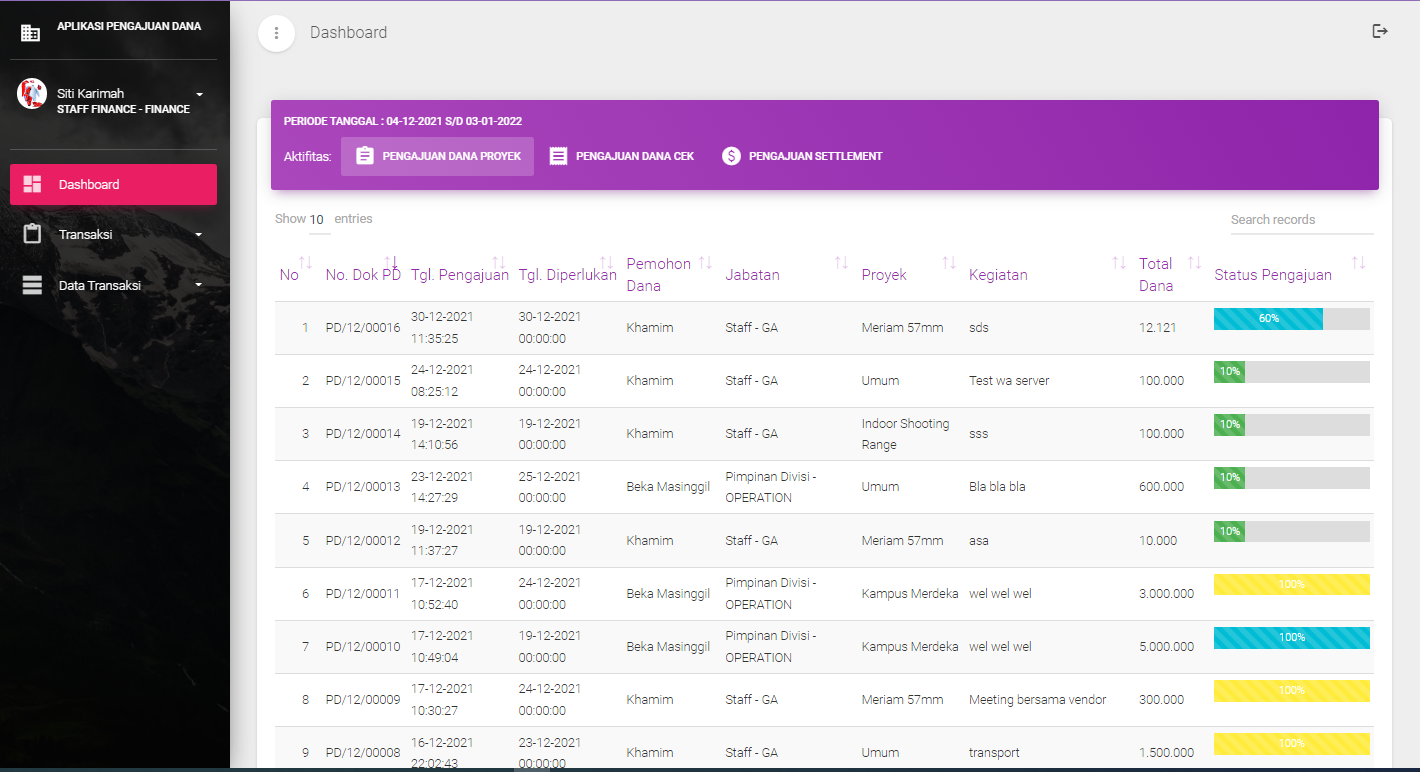 APLIKASI PENGAJUAN DANA
Siti Karimah
STAFF FINANCE - FINANCE
Dashboard
Transaksi
Data Transaksi
Dashboard
PERIODE TANGGAL : 04-12-2021 S/D 03-01-2022
Aktifitas: PENGAJUAN DANA PROYEK PENGAJUAN DANA CEK PENGAJUAN SETTLEMENT
Show 10 entries Search records
No No. Dok PD Tgl. Pengajuan Tgl. Diperlukan Pemohon Dana Jabatan Proyek Kegiatan Total Dana Status Pengajuan
1 PD/12/00016 30-12-2021 11:35:25 30-12-2021 00:00:00 Khamim Staff - GA Meriam 57mm sds 12.121 60%
2 PD/12/00015 24-12-2021 08:25:12 24-12-2021 00:00:00 Khamim Staff - GA Umum Test wa server 100.000 10%
3 PD/12/00014 19-12-2021 14:10:56 19-12-2021 00:00:00 Khamim Staff - GA Indoor Shooting Range sss 100.000 10%
4 PD/12/00013 23-12-2021 14:27:29 25-12-2021 00:00:00 Beka Masinggil Pimpinan Divisi - OPERATION Umum Bla bla bla 600.000 10%
5 PD/12/00012 19-12-2021 11:37:27 19-12-2021 00:00:00 Khamim Staff - GA Meriam 57mm asa 10.000 10%
6 PD/12/00011 17-12-2021 10:52:40 24-12-2021 00:00:00 Beka Masinggil Pimpinan Divisi - OPERATION Kampus Merdeka wel wel wel 3.000.000 100%
7 PD/12/00010 17-12-2021 10:49:04 19-12-2021 00:00:00 Beka Masinggil Pimpinan Divisi - OPERATION Kampus Merdeka wel wel wel 5.000.000 100%
8 PD/12/00009 17-12-2021 10:30:27 24-12-2021 00:00:00 Khamim Staff - GA Meriam 57mm Meeting bersama vendor 300.000 100%
9 PD/12/00008 16-12-2021 22:02:43 23-12-2021 00:00:00 Khamim Staff - GA Umum transport 1.500.000 100%